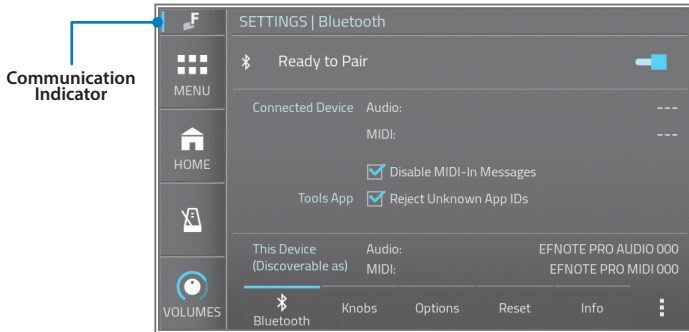 F
SETTINGS | Bluetooth
Communication
Indicator
MENU
Ready to Pair
Connected Device Audio: ---
MIDI: ---
HOME
Disable MIDI-In Messages
Tools App Reject Unknown App IDs
This Device Audio: EFNOTE PRO AUDIO 000
(Discoverable as) MIDI: EFNOTE PRO MIDI 000
VOLUMES
Bluetooth Knobs Options Reset Info